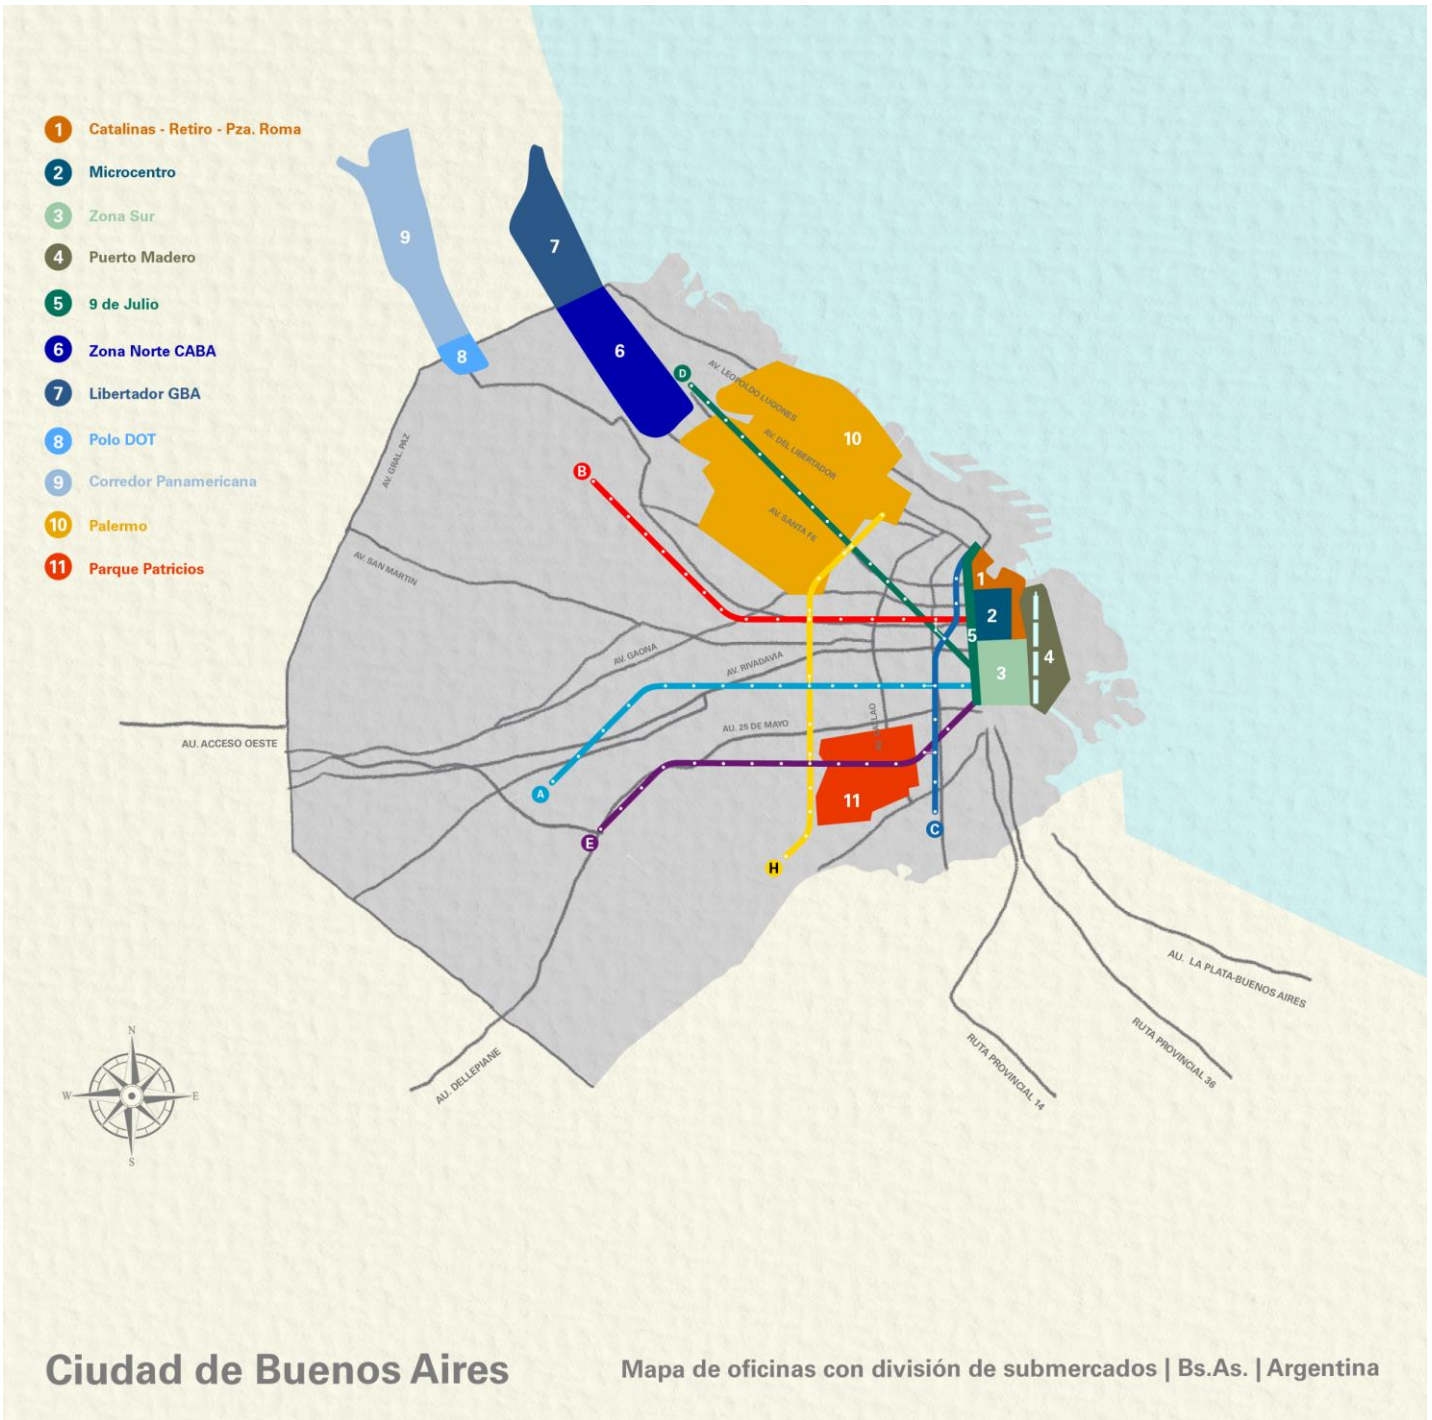 1 Catalinas - Retiro - Pza. Roma
2 Microcentro
3 Zona Sur
4 Puerto Madero
5 9 de Julio
6 Zona Norte CABA
7 Libertador GBA
8 Polo DOT
9 Corredor Panamericana
10 Palermo
11 Parque Patricios
9
7
8
6
D
AV. LEOPOLDO LUGONES
10
AV. DEL LIBERTADOR
AV. GRAL. PAZ
B
AV. SANTA FE
AV. SAN MARTIN
1
2
5
3
4
AV. GAONA
AV. RIVADAVIA
AU. 25 DE MAYO
AU. ACCESO OESTE
11
A
E
C
H
AU. LA PLATA-BUENOS AIRES
RUTA PROVINCIAL 36
RUTA PROVINCIAL 14
AU. DELLEPIANE
N
W
E
S
Ciudad de Buenos Aires
Mapa de oficinas con división de submercados | Bs.As. | Argentina